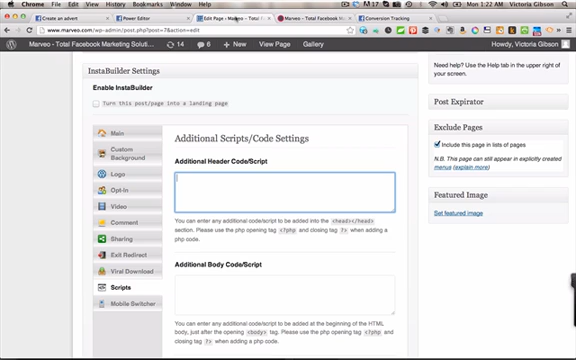 Chrome File Edit View History Bookmarks Window Help
Mon 1:22 AM Victoria Gibson
Create an advert
Power Editor
Edit Page ‹ Marveo - Total F...
Marveo - Total Facebook M...
Conversion Tracking
www.marveo.com/wp-admin/post.php?post=7&action=edit
Marveo - Total Facebook Marketing Soluti... 14 6 + New View Page Gallery
Howdy, Victoria Gibson
InstaBuilder Settings
Enable InstaBuilder
Turn this post/page into a landing page
Main
Custom
Background
Logo
Opt-In
Video
Comment
Sharing
Exit Redirect
Viral Download
Scripts
Mobile Switcher
Additional Scripts/Code Settings
Additional Header Code/Script
You can enter any additional code/script to be added into the <head></head>
section. Please use the php opening tag <?php and closing tag ?> when adding a
php code.
Additional Body Code/Script
You can enter any additional code/script to be added at the beginning of the HTML
body, just after the opening <body> tag. Please use the php opening tag <?php and
closing tag ?> when adding a php code.
Need help? Use the Help tab in the upper right of
your screen.
Post Expirator
Exclude Pages
Include this page in lists of pages
N.B. This page can still appear in explicitly created
menus (explain more)
Featured Image
Set featured image